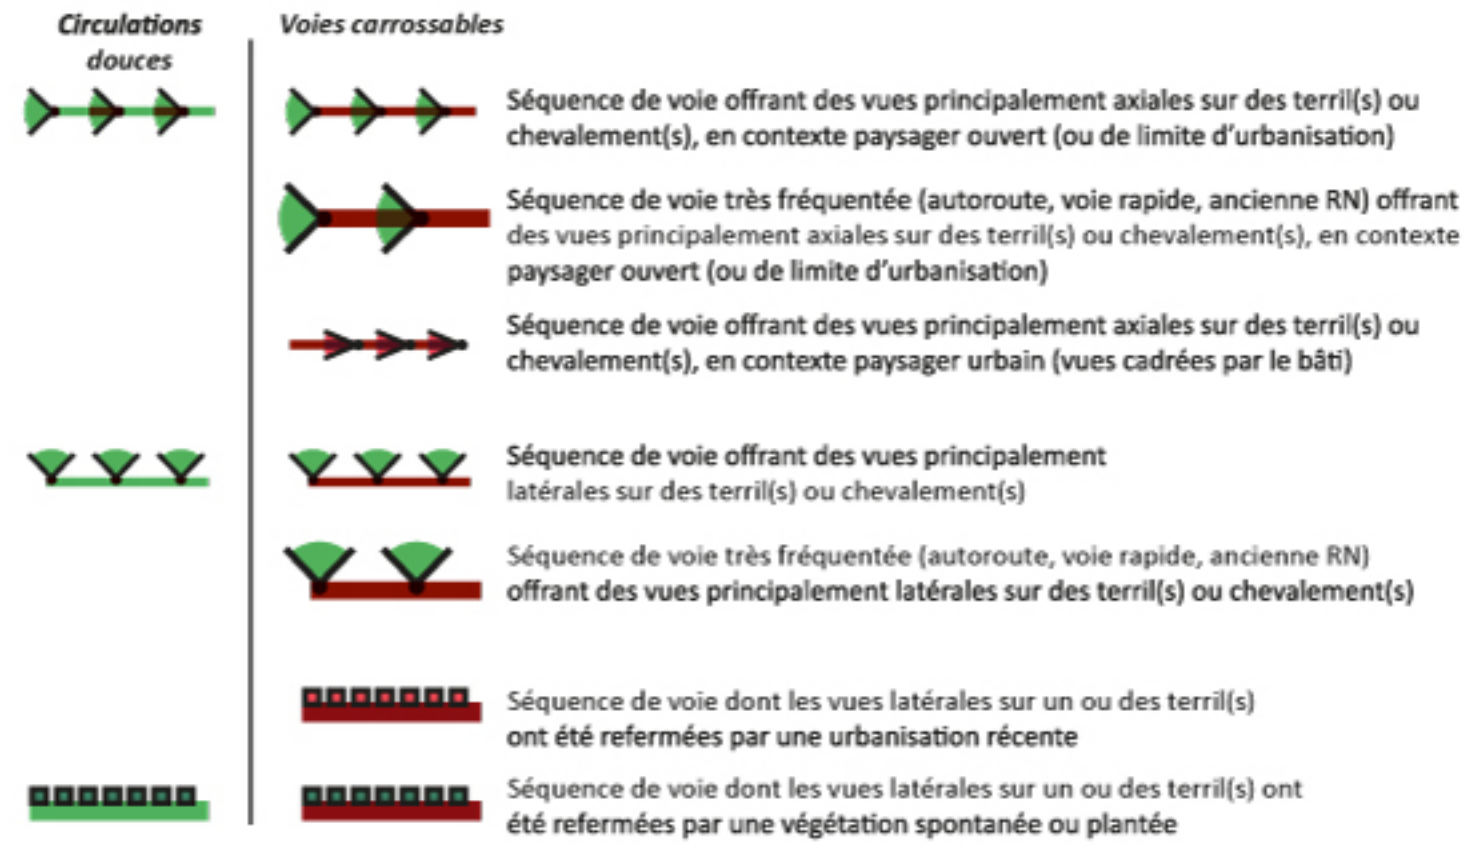 Circulations
douces
Voies carrossables
Séquence de voie offrant des vues principalement axiales sur des terril(s) ou
chevalement(s), en contexte paysager ouvert (ou de limite d'urbanisation)
Séquence de voie très fréquentée (autoroute, voie rapide, ancienne RN) offrant
des vues principalement axiales sur des terril(s) ou chevalement(s), en contexte
paysager ouvert (ou de limite d'urbanisation)
Séquence de voie offrant des vues principalement axiales sur des terril(s) ou
chevalement(s), en contexte paysager urbain (vues cadrées par le bâti)
Séquence de voie offrant des vues principalement
latérales sur des terril(s) ou chevalement(s)
Séquence de voie très fréquentée (autoroute, voie rapide, ancienne RN)
offrant des vues principalement latérales sur des terril(s) ou chevalement(s)
Séquence de voie dont les vues latérales sur un ou des terril(s)
ont été refermées par une urbanisation récente
Séquence de voie dont les vues latérales sur un ou des terril(s) ont
été refermées par une végétation spontanée ou plantée